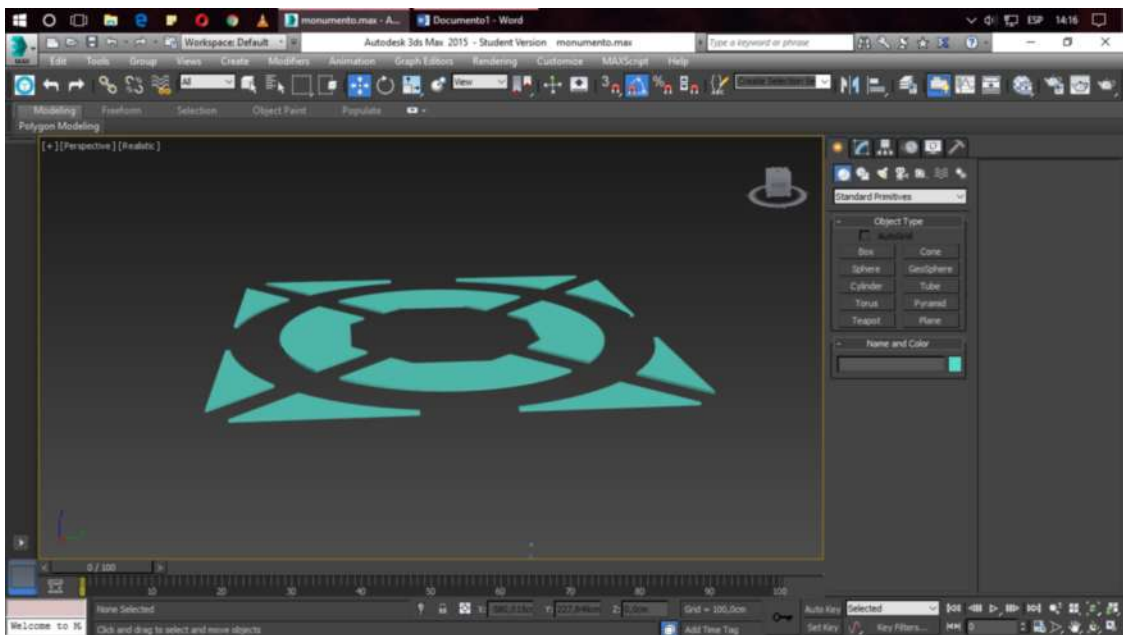 monumento.max - A...
Documento1 - Word
ESP
14:16
Workspace: Default
Autodesk 3ds Max 2015 - Student Version monumento.max
Type a keyword or phrase
Edit Tools Group Views Create Modifiers Animation Graph Editors Rendering Customize MAXScript Help
All
View
Create Selection Se
Modeling Freeform Selection Object Paint Populate
Polygon Modeling
[+][Perspective][Realistic]
Standard Primitives
Object Type
AutoGrid
Box Cone
Sphere GeoSphere
Cylinder Tube
Torus Pyramid
Teapot Plane
Name and Color
0 / 100
10 20 30 40 50 60 70 80 90 100
None Selected
X:
Y:
Z: 0,0cm
Grid = 100,0cm
Auto Key
Selected
Welcome to M
Click and drag to select and move objects
Add Time Tag
Set Key
Key Filters...
0